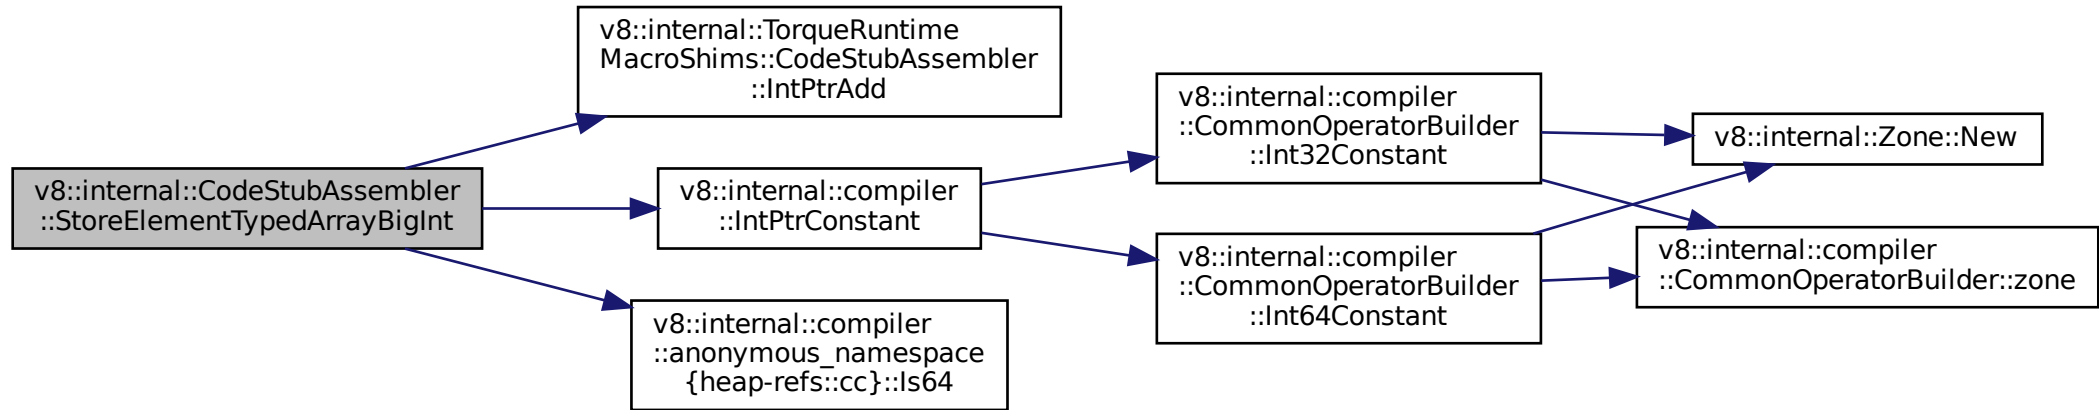 v8::internal::CodeStubAssembler
::StoreElementTypedArrayBigInt
v8::internal::TorqueRuntime
MacroShims::CodeStubAssembler
::IntPtrAdd
v8::internal::compiler
::IntPtrConstant
v8::internal::compiler
::anonymous_namespace
{heap-refs::cc}::Is64
v8::internal::compiler
::CommonOperatorBuilder
::Int32Constant
v8::internal::compiler
::CommonOperatorBuilder
::Int64Constant
v8::internal::Zone::New
v8::internal::compiler
::CommonOperatorBuilder::zone